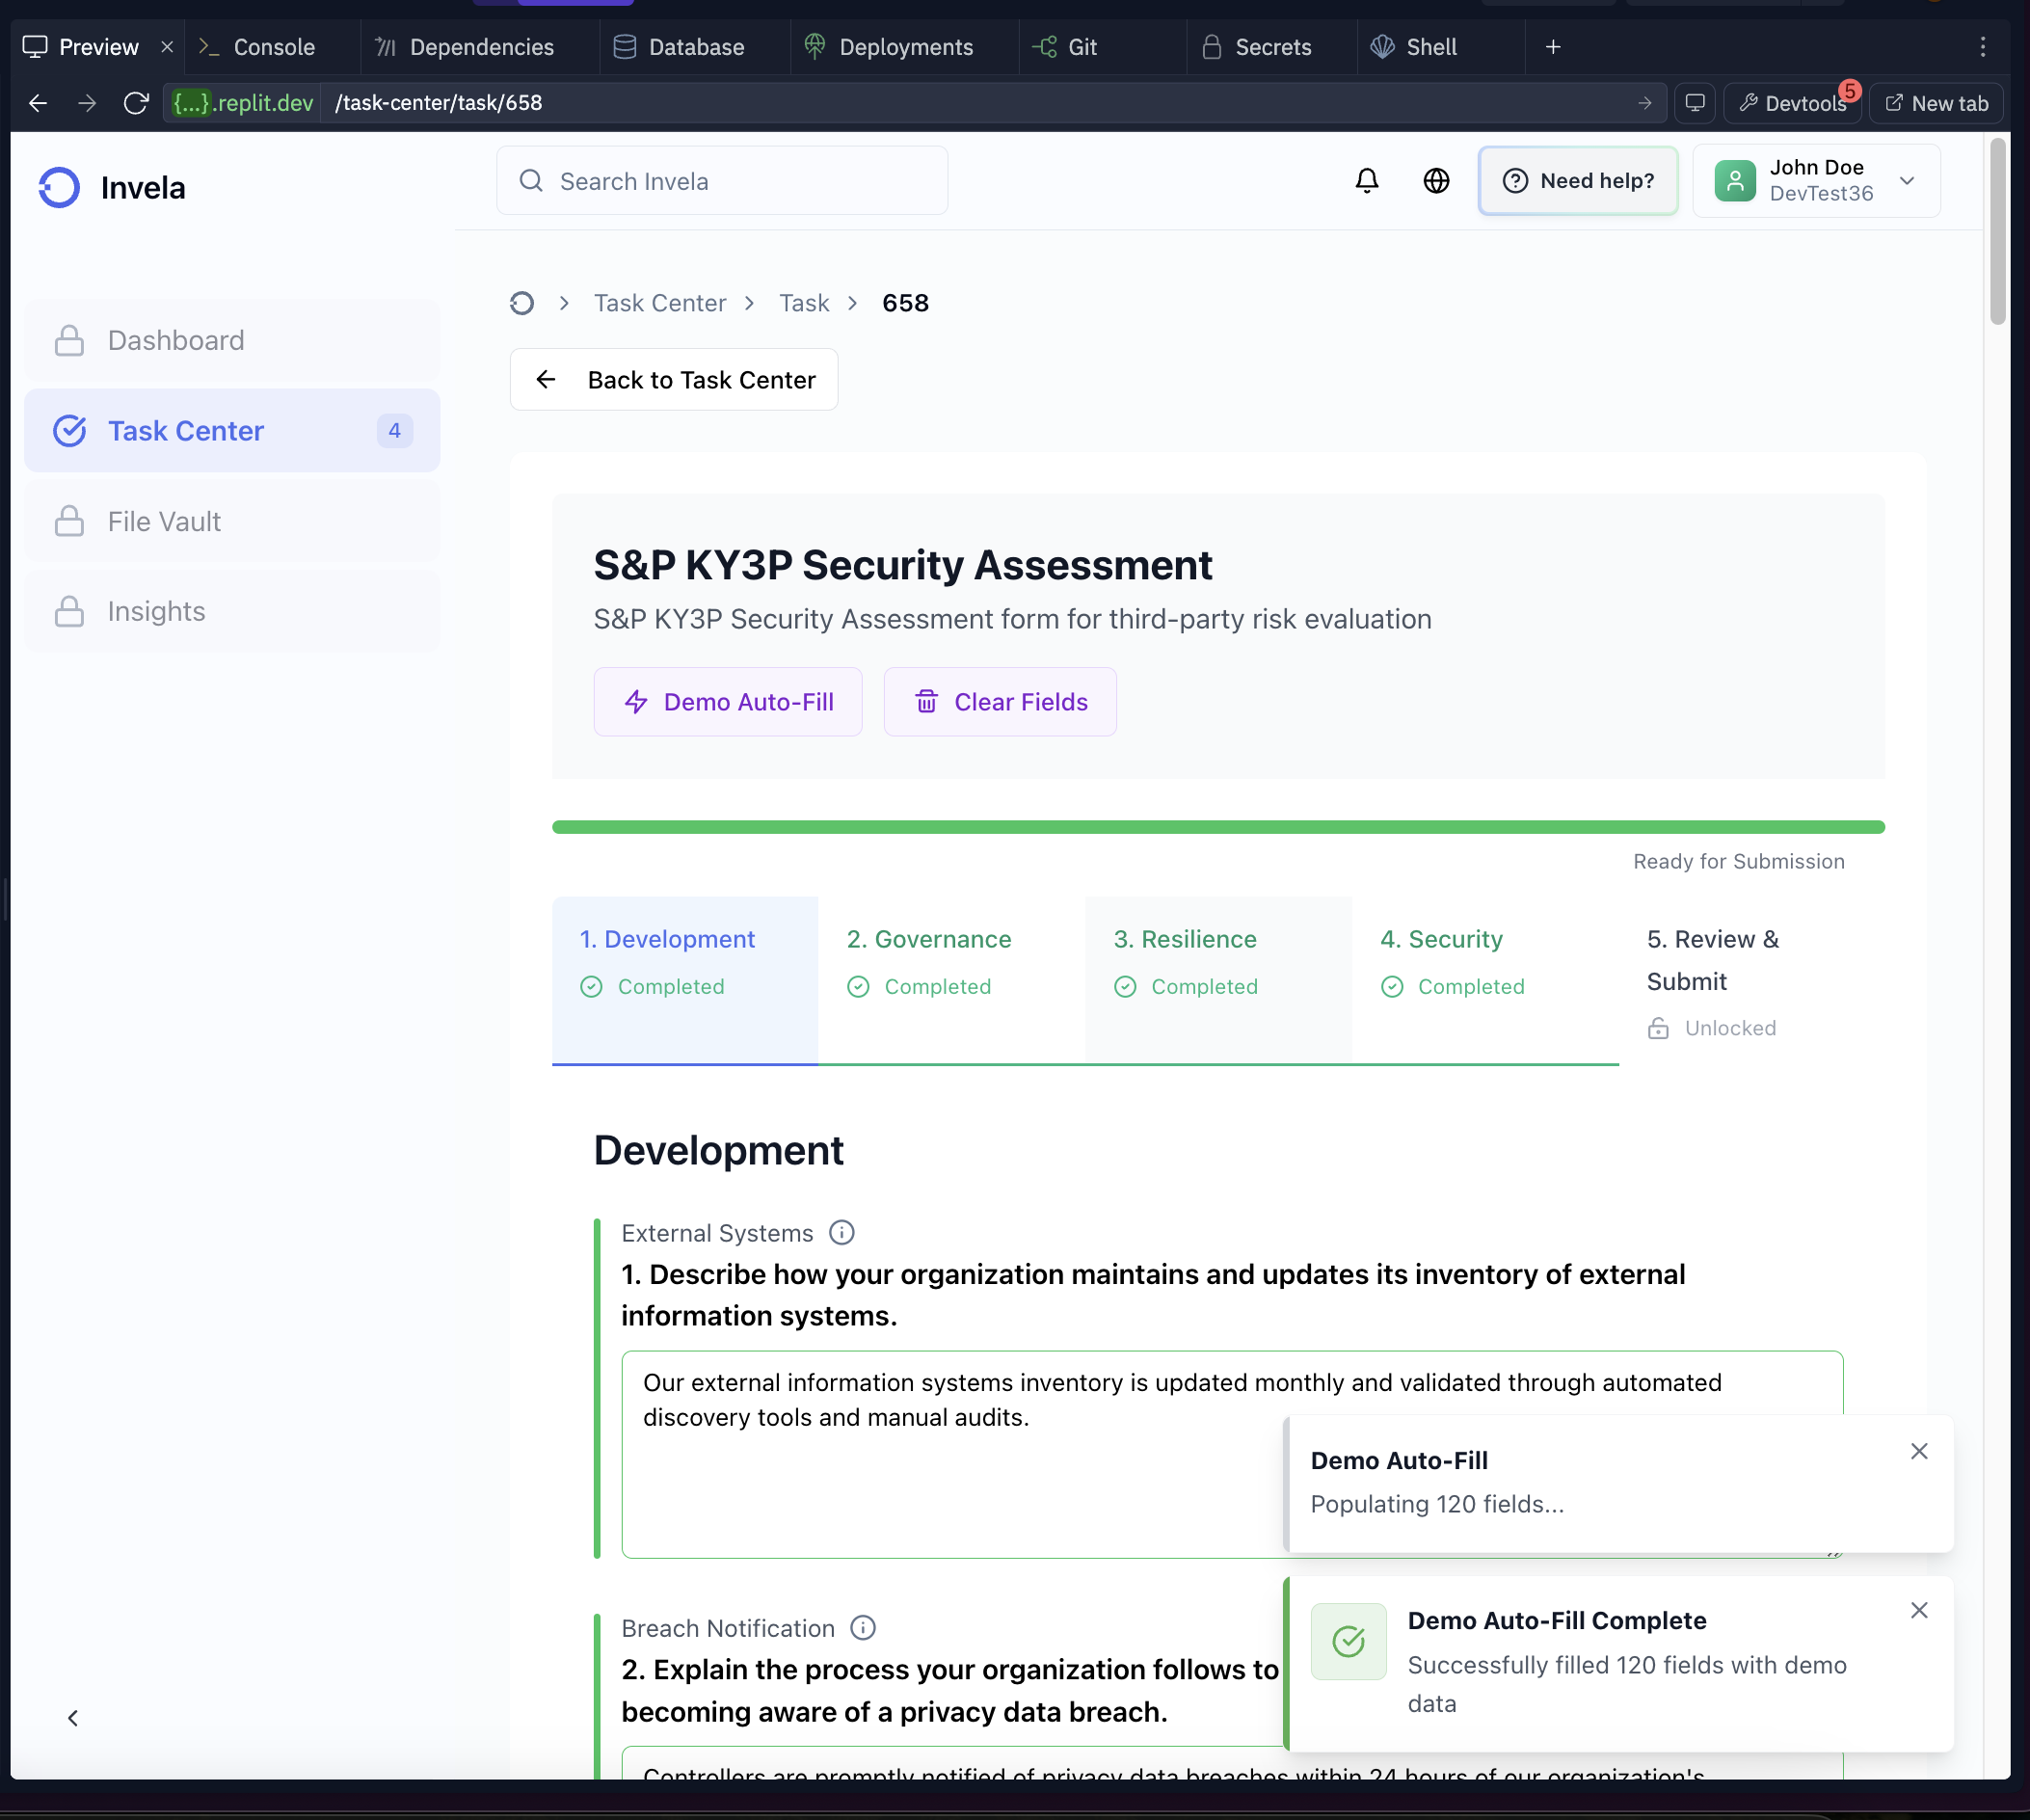 Preview
Console
Dependencies
Database
Deployments
Git
Secrets
Shell
{...}.replit.dev /task-center/task/658
Devtools 5
New tab
Invela
Search Invela
Need help?
John Doe
DevTest36
Dashboard
Task Center 4
File Vault
Insights
Task Center > Task > 658
Back to Task Center
S&P KY3P Security Assessment
S&P KY3P Security Assessment form for third-party risk evaluation
Demo Auto-Fill
Clear Fields
Ready for Submission
1. Development
Completed
2. Governance
Completed
3. Resilience
Completed
4. Security
Completed
5. Review &
Submit
Unlocked
Development
External Systems
1. Describe how your organization maintains and updates its inventory of external
information systems.
Our external information systems inventory is updated monthly and validated through automated
discovery tools and manual audits.
Breach Notification
2. Explain the process your organization follows to
becoming aware of a privacy data breach.
Controllers are promptly notified of privacy data breaches within 24 hours of our organization's
Demo Auto-Fill
Populating 120 fields...
Demo Auto-Fill Complete
Successfully filled 120 fields with demo
data